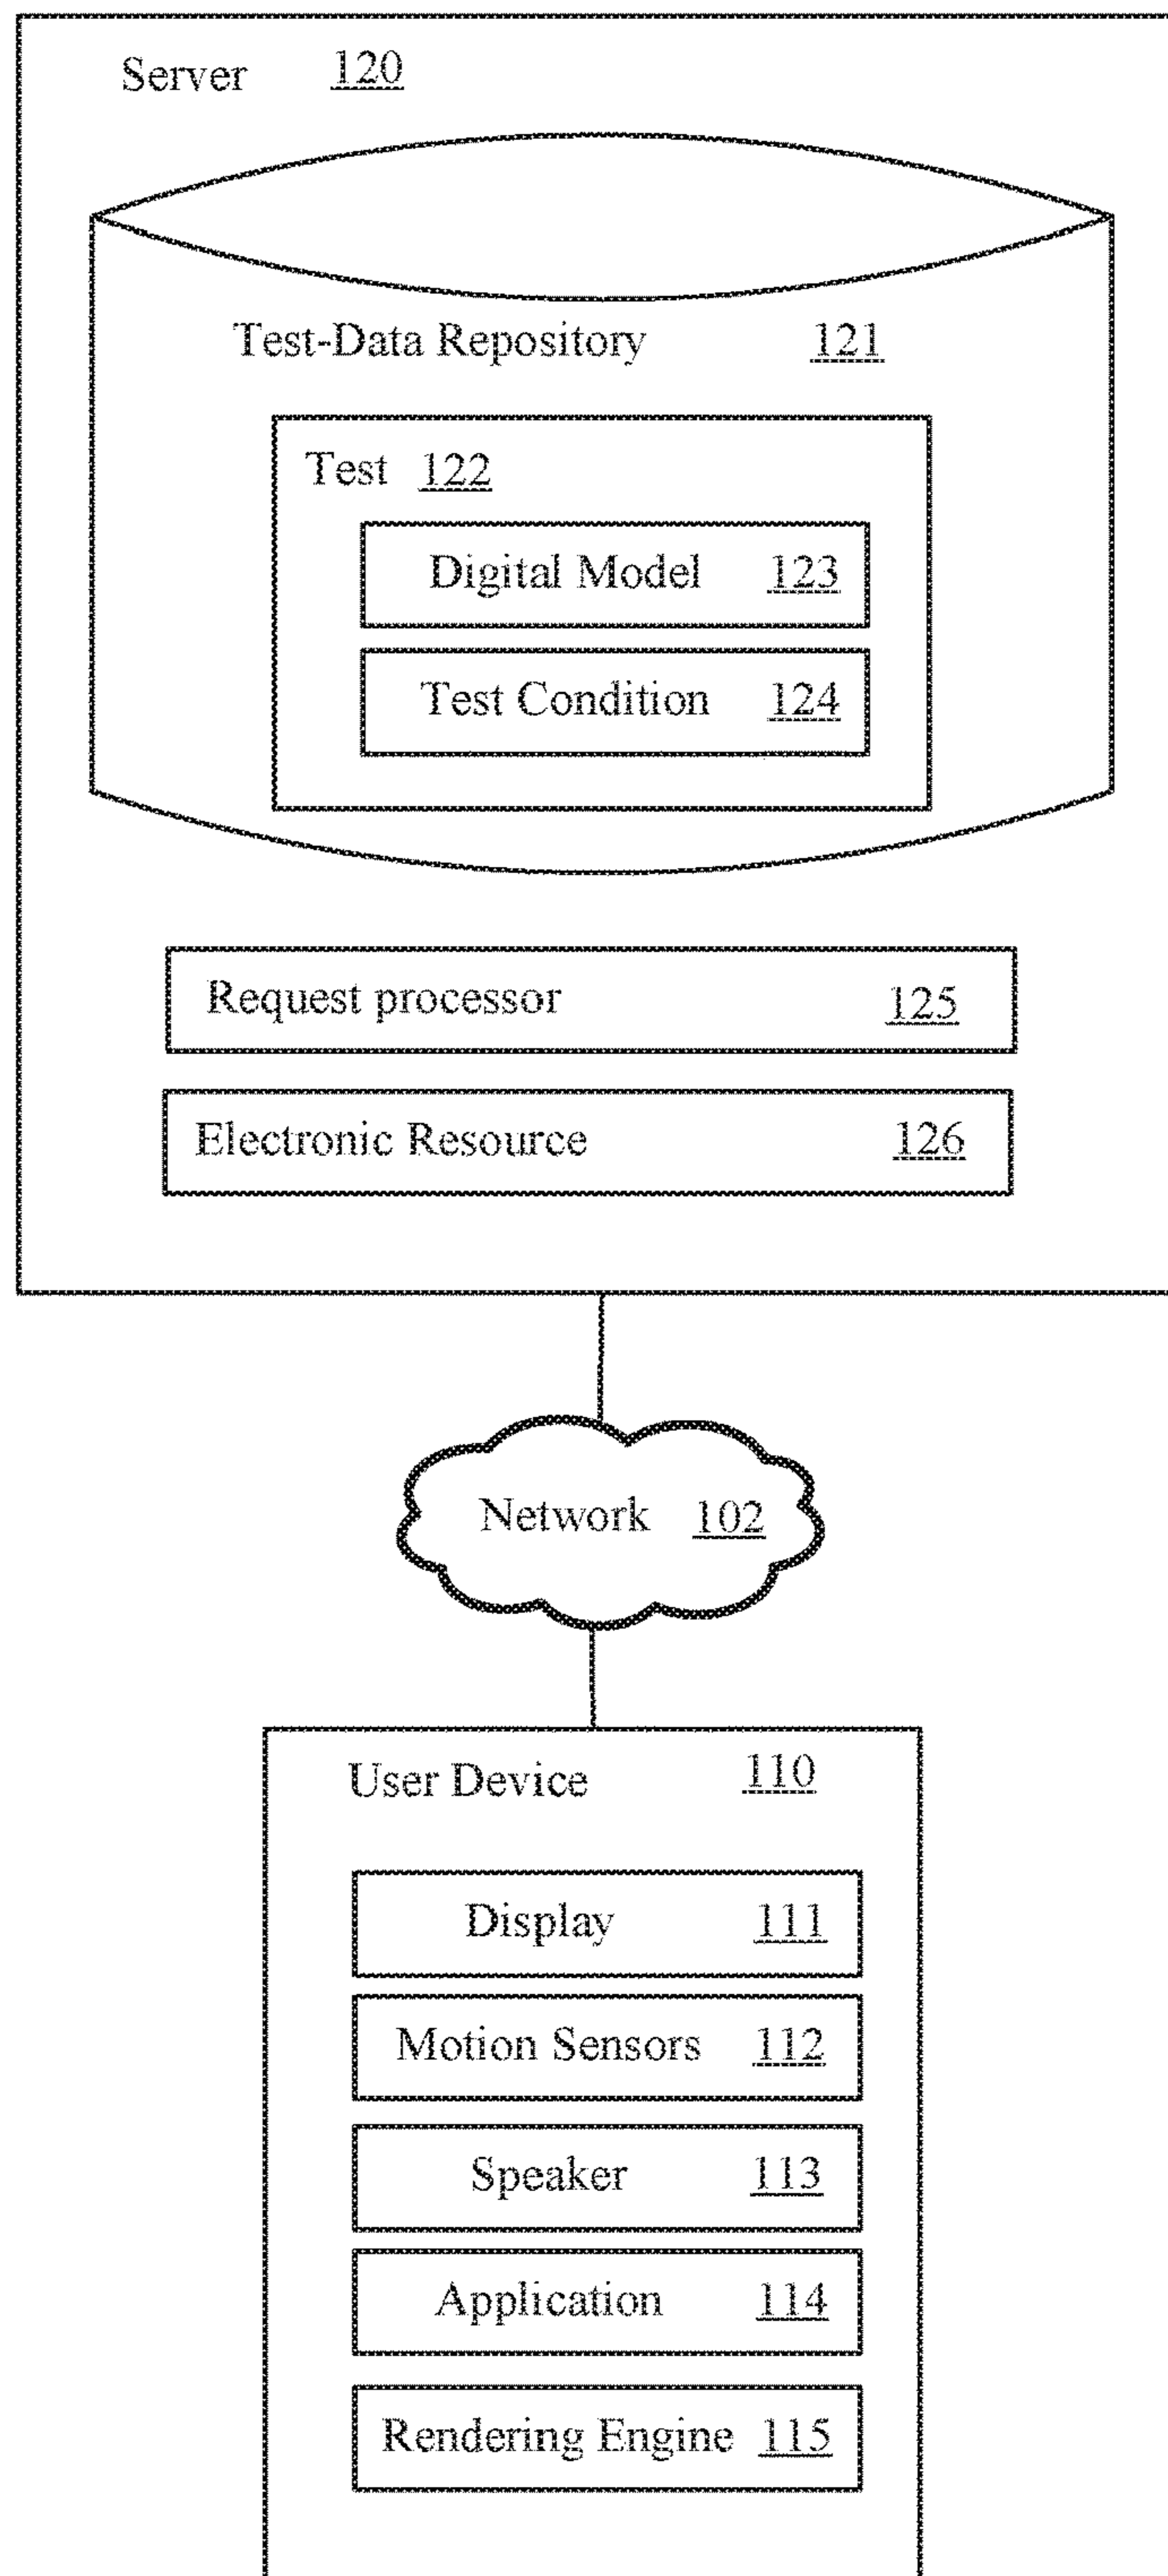 Server 120
Test-Data Repository 121
Test 122
Digital Model 123
Test Condition 124
Request processor 125
Electronic Resource 126
Network 102
User Device 110
Display 111
Motion Sensors 112
Speaker 113
Application 114
Rendering Engine 115